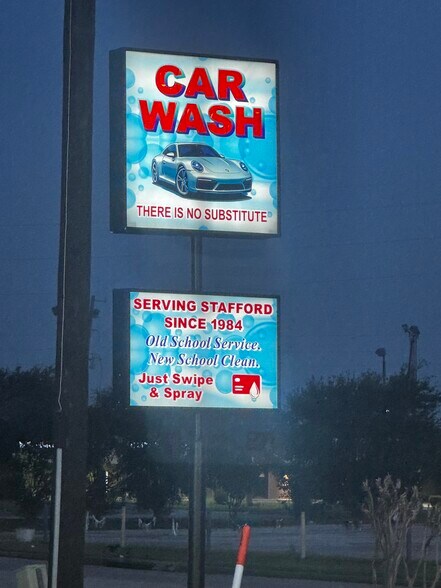 CAR
WASH
THERE IS NO SUBSTITUTE
SERVING STAFFORD
SINCE 1984
Old School Service.
New School Clean.
Just Swipe
& Spray